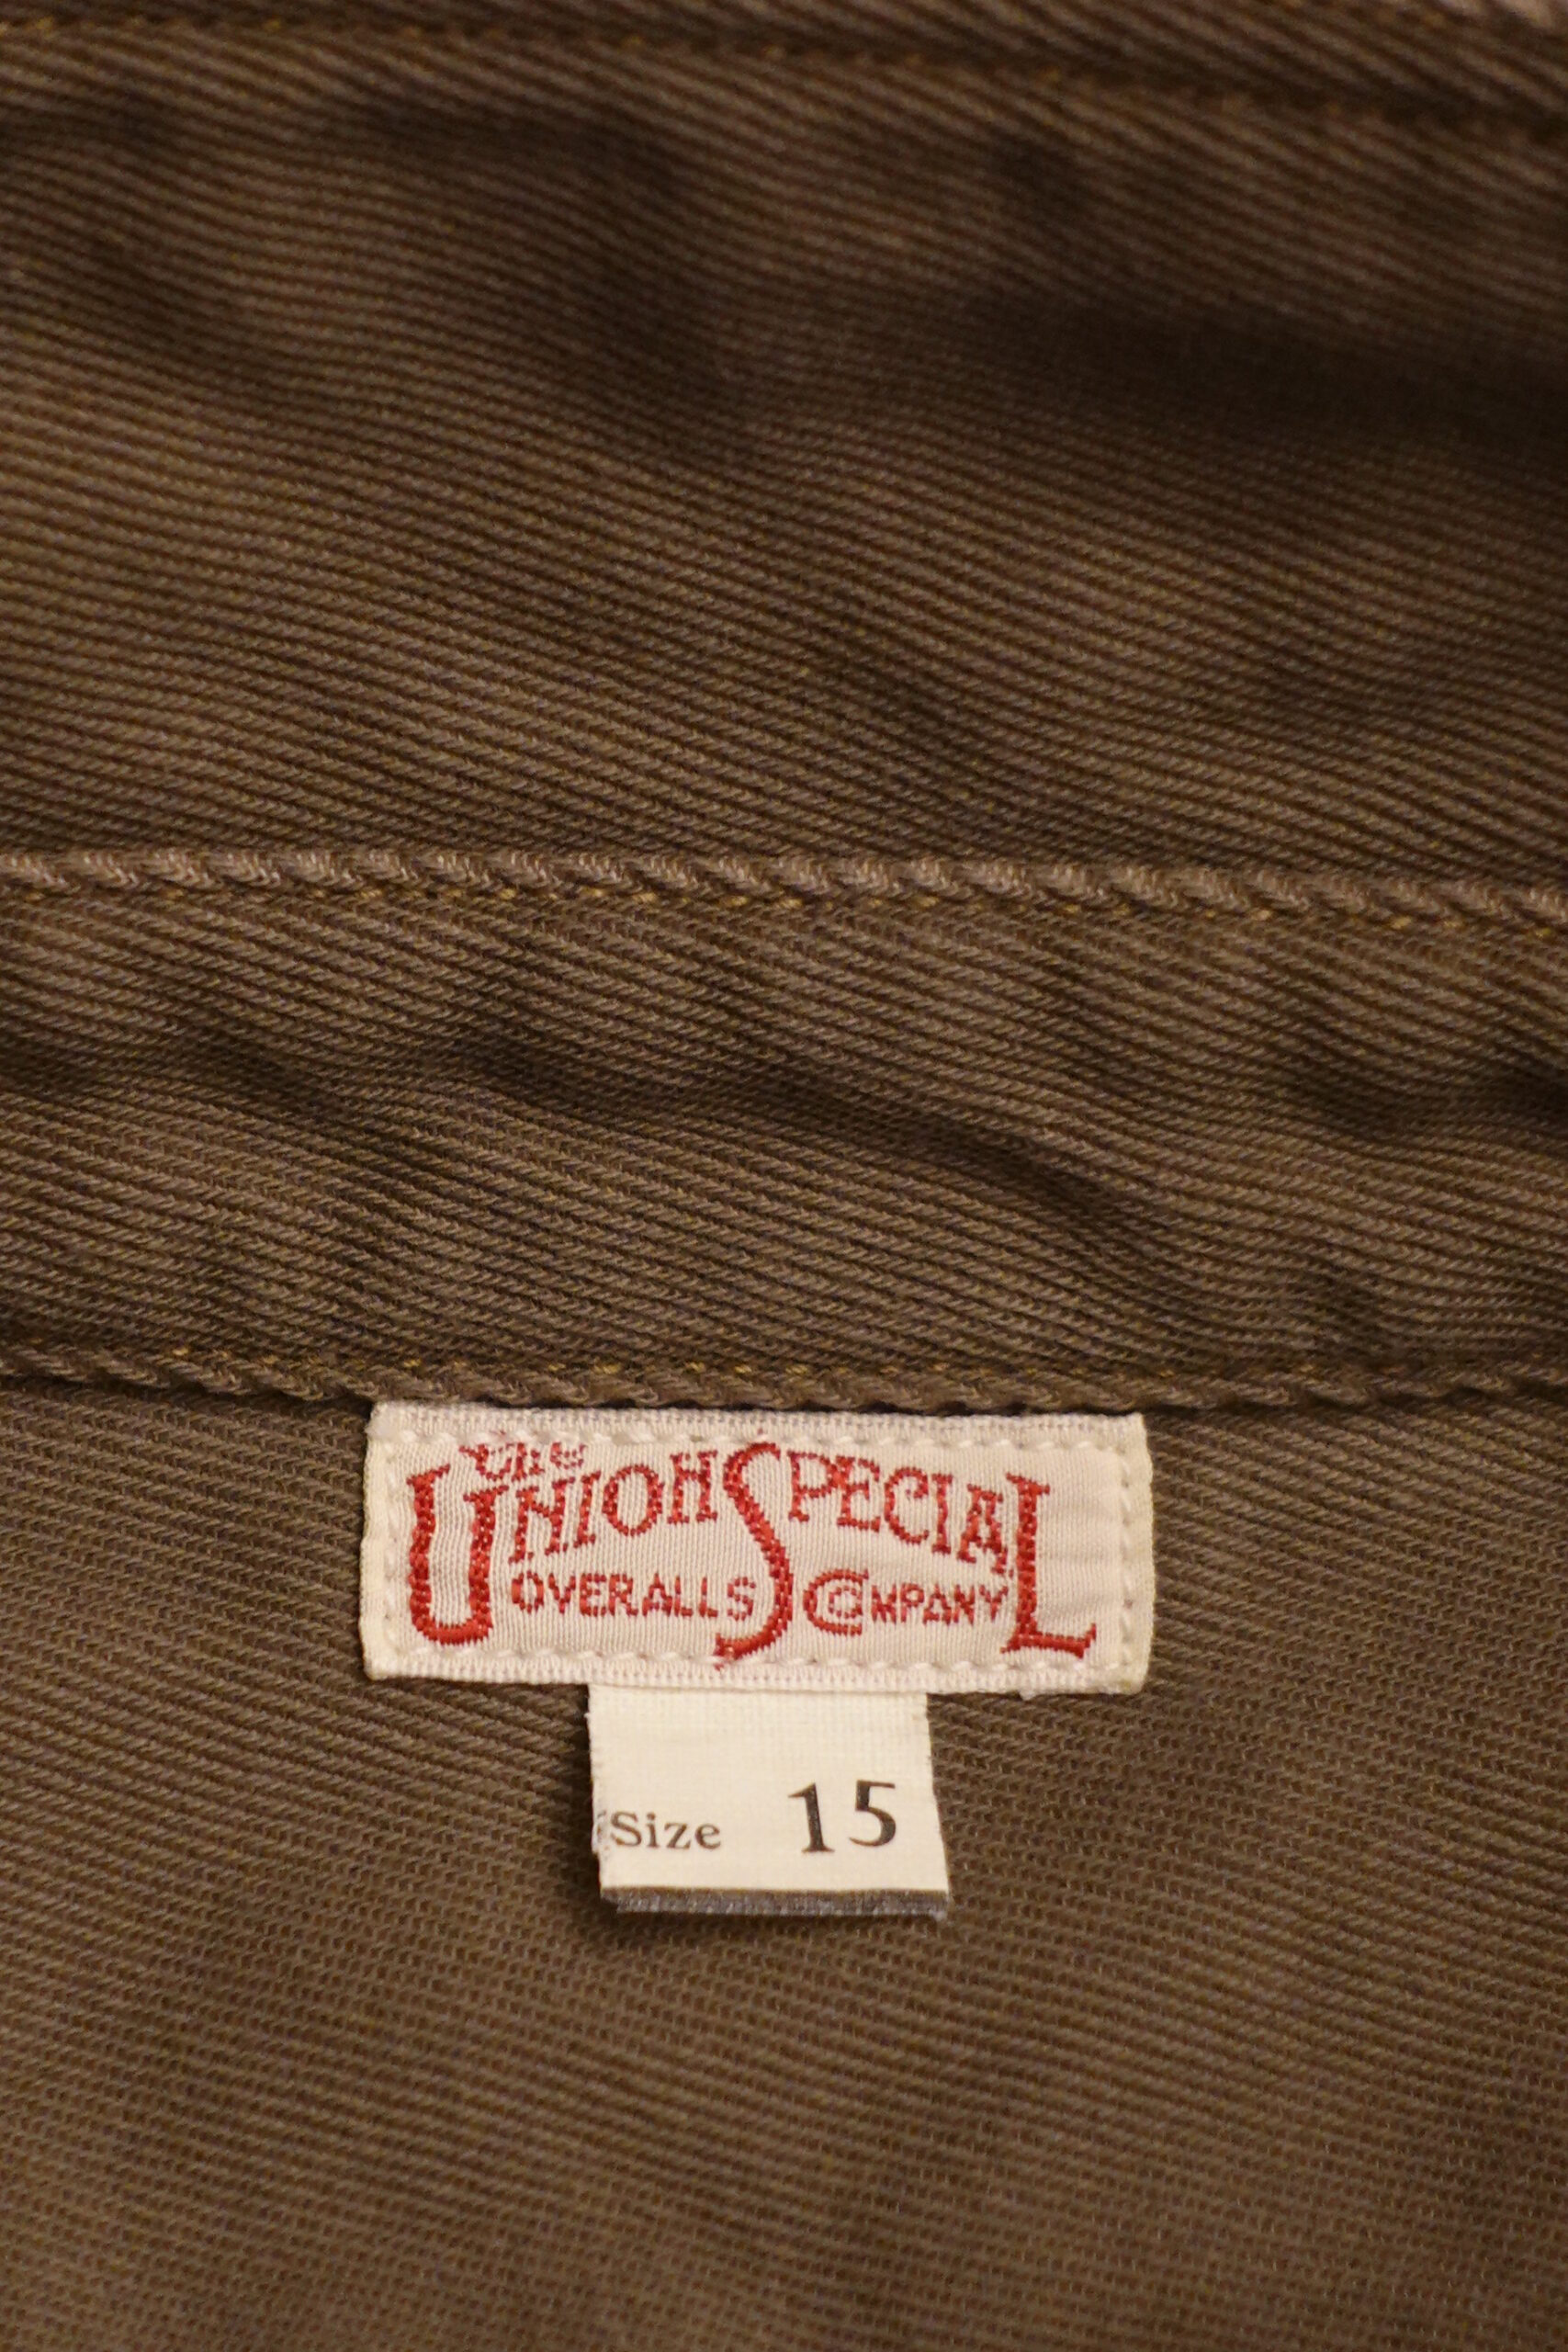 The
UNION SPECIAL
OVERALLS COMPANY
Size 15